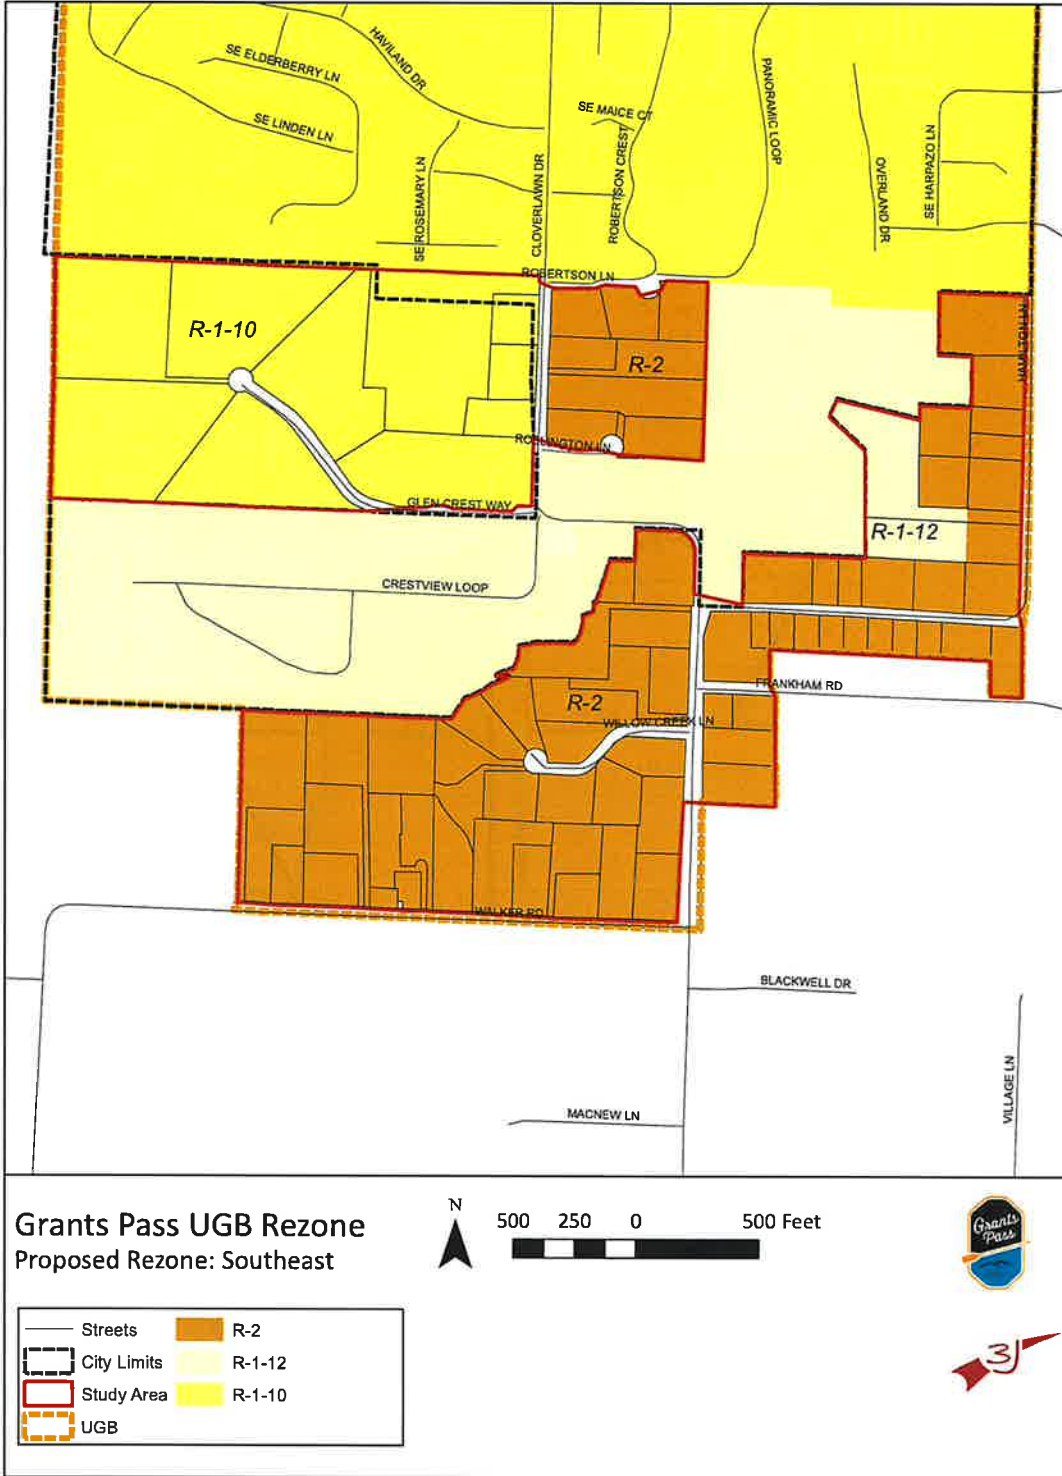 HAVILAND DR
SE ELDERBERRY LN
SE LINDEN LN
SE ROSEMARY LN
CLOVERLAWN DR
SE MAICE CT
ROBERTSON CREST
PANORAMIC LOOP
OVERLAND DR
SE HARPAZO LN
ROBERTSON LN
HAMILTON LN
R-1-10
R-2
ROLLINGTON LN
GLEN CREST WAY
R-1-12
CRESTVIEW LOOP
FRANKHAM RD
R-2
WILLOW CREEK LN
WALKER RD
BLACKWELL DR
VILLAGE LN
MACNEW LN
Grants Pass UGB Rezone
Proposed Rezone: Southeast
N
500 250 0 500 Feet
Grants
Pass
3J
Streets
City Limits
Study Area
UGB
R-2
R-1-12
R-1-10